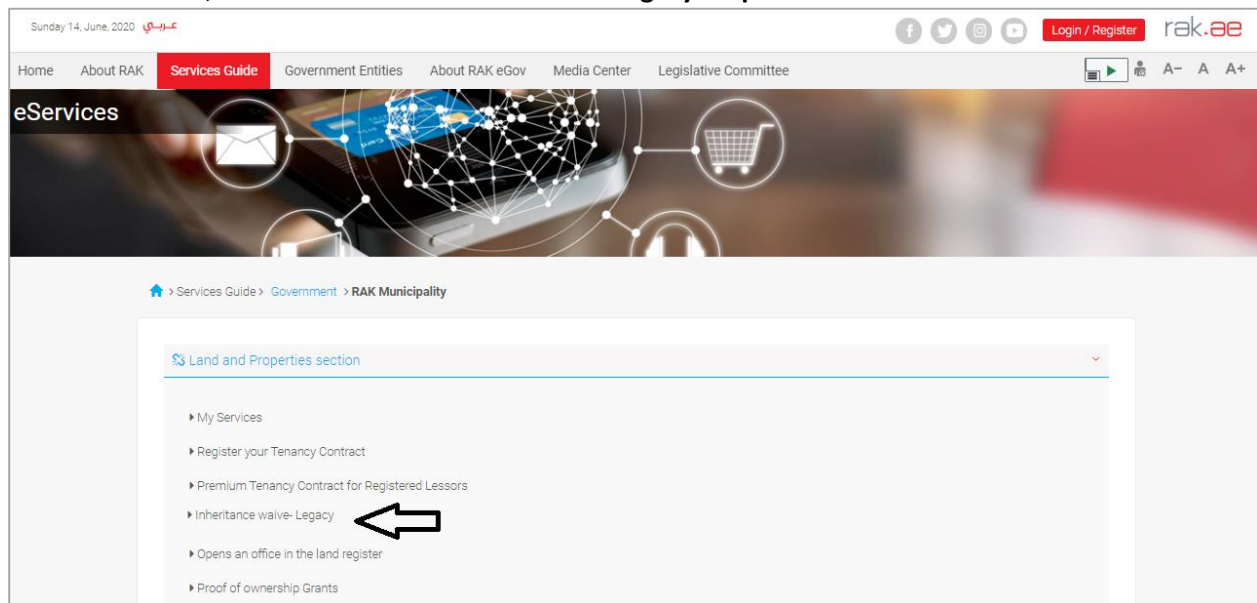 Sunday 14, June, 2020 عـربـي
Login / Register
rak.ae
Home About RAK Services Guide Government Entities About RAK eGov Media Center Legislative Committee
A- A A+
eServices
> Services Guide > Government > RAK Municipality
Land and Properties section
My Services
Register your Tenancy Contract
Premium Tenancy Contract for Registered Lessors
Inheritance waive- Legacy
Opens an office in the land register
Proof of ownership Grants